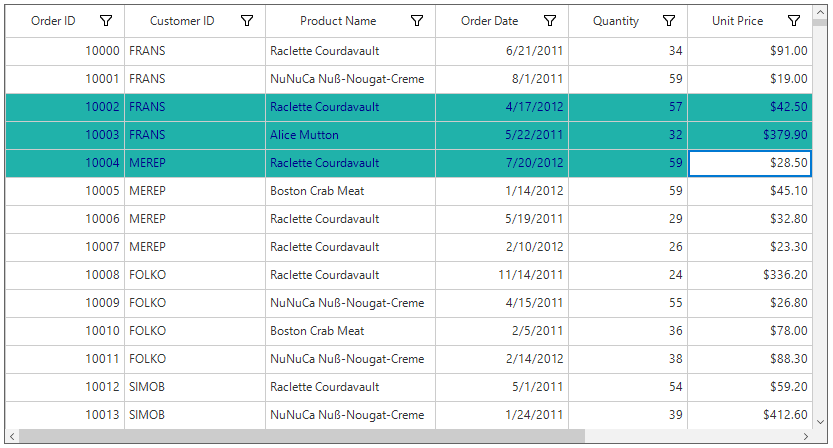 Order ID Customer ID Product Name Order Date Quantity Unit Price
10000 FRANS Raclette Courdavault 6/21/2011 34 $91.00
10001 FRANS NuNuCa Nuß-Nougat-Creme 8/1/2011 59 $19.00
10002 FRANS Raclette Courdavault 4/17/2012 57 $42.50
10003 FRANS Alice Mutton 5/22/2011 32 $379.90
10004 MEREP Raclette Courdavault 7/20/2012 59 $28.50
10005 MEREP Boston Crab Meat 1/14/2012 59 $45.10
10006 MEREP Raclette Courdavault 5/19/2011 29 $32.80
10007 MEREP Raclette Courdavault 2/10/2012 26 $23.30
10008 FOLKO Raclette Courdavault 11/14/2011 24 $336.20
10009 FOLKO NuNuCa Nuß-Nougat-Creme 4/15/2011 55 $26.80
10010 FOLKO Boston Crab Meat 2/5/2011 36 $78.00
10011 FOLKO NuNuCa Nuß-Nougat-Creme 2/14/2012 38 $88.30
10012 SIMOB Raclette Courdavault 5/1/2011 54 $59.20
10013 SIMOB NuNuCa Nuß-Nougat-Creme 1/24/2011 39 $412.60